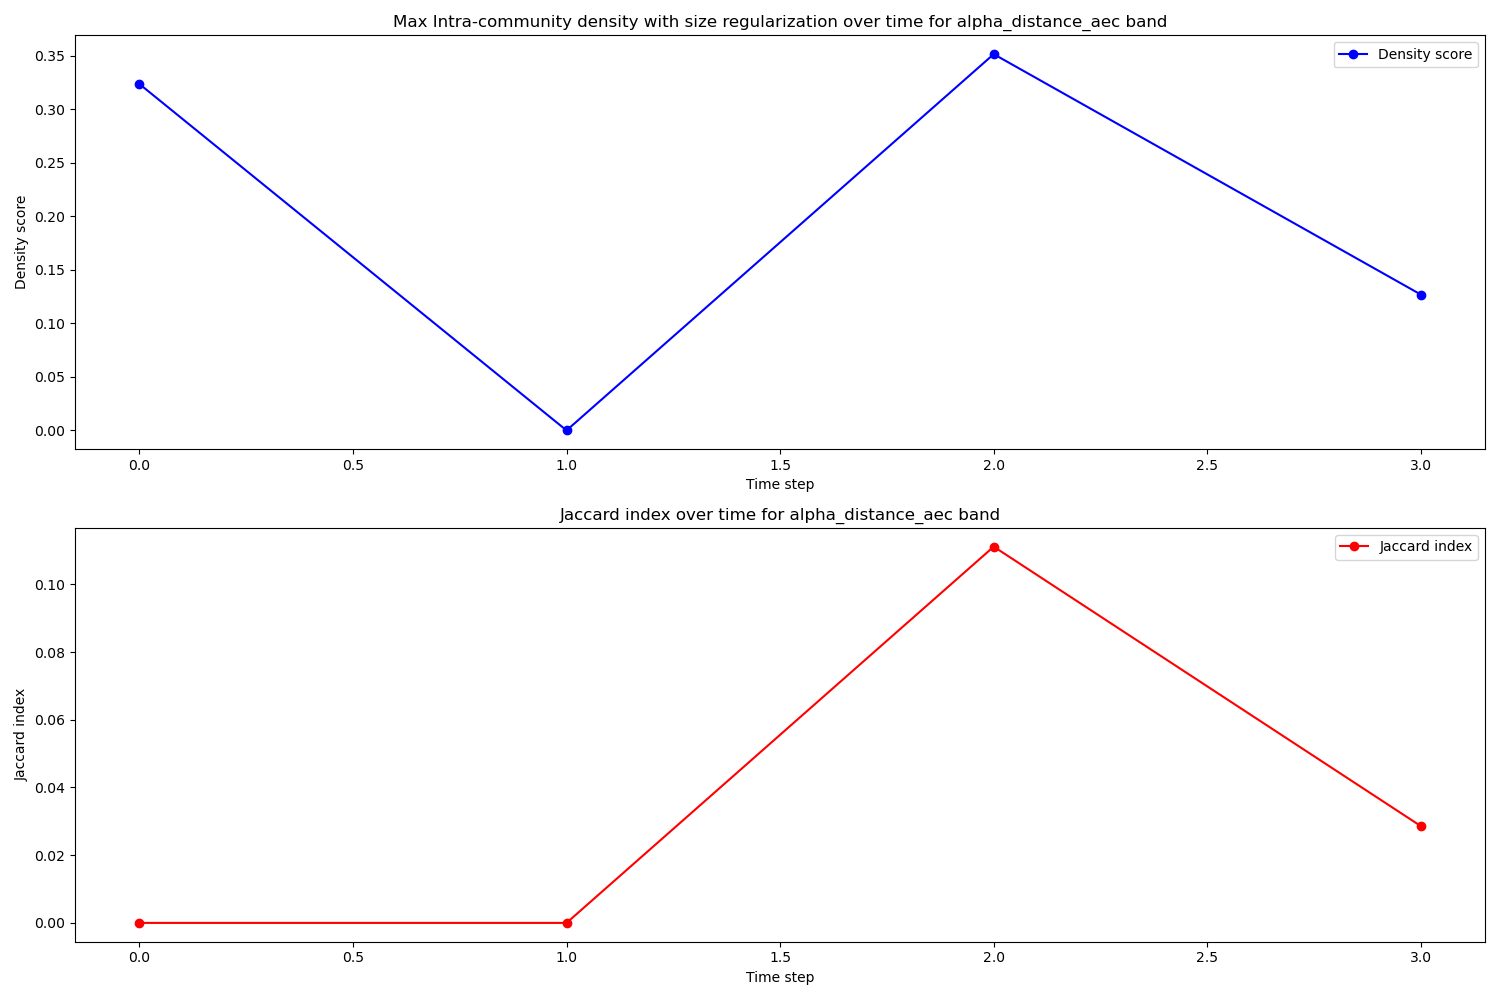 Max Intra-community density with size regularization over time for alpha_distance_aec band
Density score
0.35
0.30
0.25
0.20
0.15
0.10
0.05
0.00
Density score
0.0 0.5 1.0 1.5 2.0 2.5 3.0
Time step
Jaccard index over time for alpha_distance_aec band
Jaccard index
0.10
0.08
0.06
0.04
0.02
0.00
Jaccard index
0.0 0.5 1.0 1.5 2.0 2.5 3.0
Time step